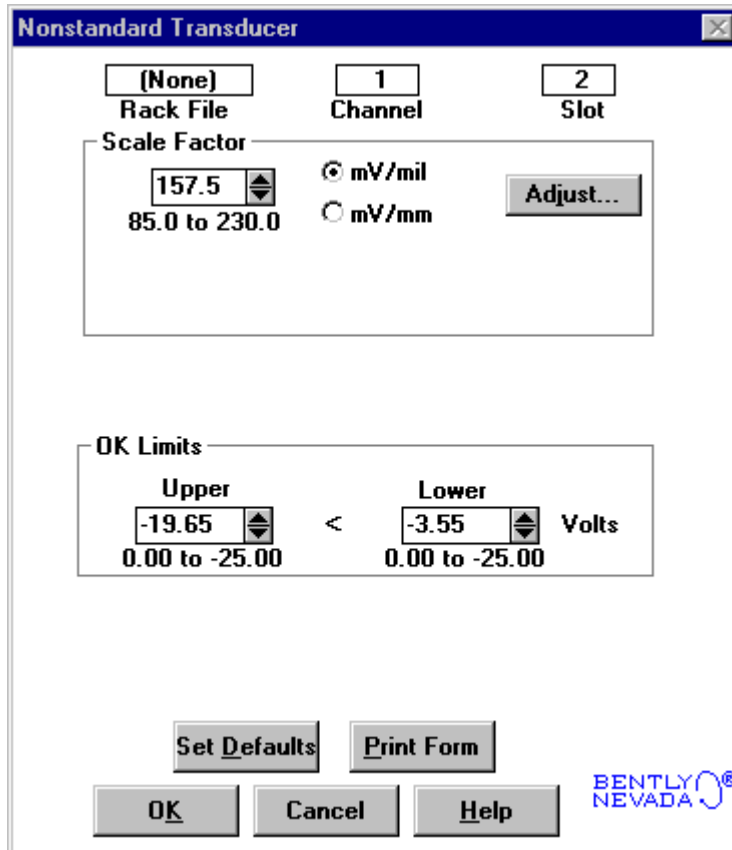 Nonstandard Transducer
(None) 1 2
Rack File Channel Slot
Scale Factor
157.5 mV/mil Adjust...
85.0 to 230.0 mV/mm
OK Limits
Upper Lower
-19.65 < -3.55 Volts
0.00 to -25.00 0.00 to -25.00
Set Defaults Print Form
OK Cancel Help
BENTLY
NEVADA ®